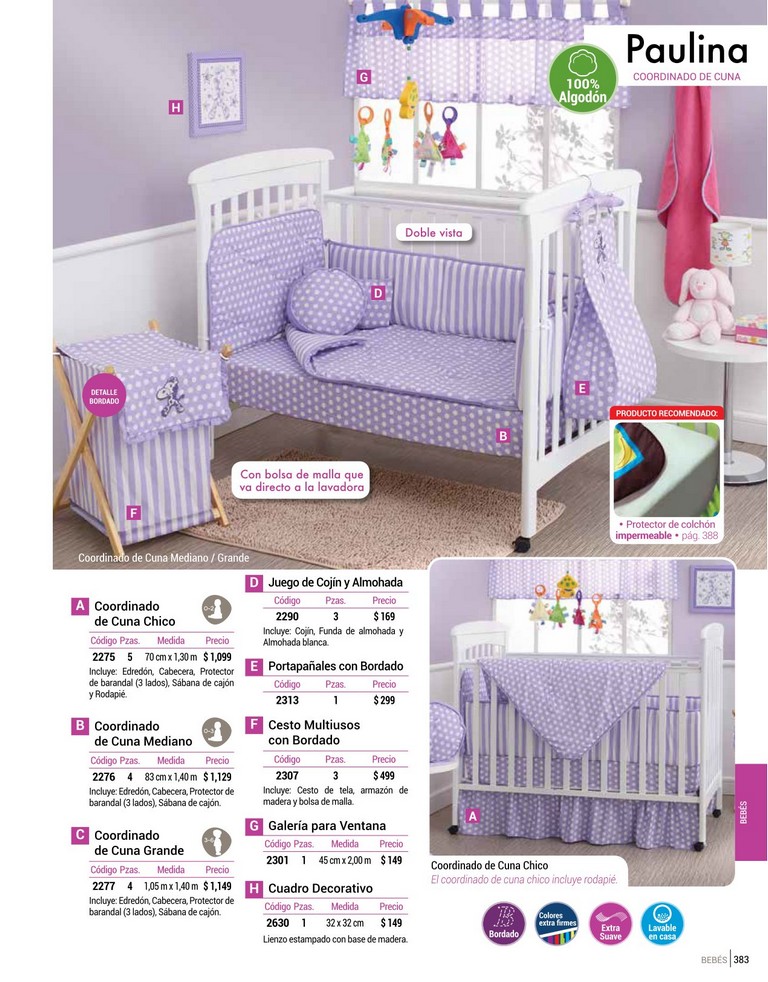 Paulina
COORDINADO DE CUNA
100%
Algodón
G
H
Doble vista
D
E
B
DETALLE
BORDADO
F
Con bolsa de malla que
va directo a la lavadora
PRODUCTO RECOMENDADO:
• Protector de colchón
impermeable • pág. 388
Coordinado de Cuna Mediano / Grande
A Coordinado
de Cuna Chico
Código Pzas. Medida Precio
2275 5 70 cm x 1,30 m $ 1,099
Incluye: Edredón, Cabecera, Protector
de barandal (3 lados), Sábana de cajón
y Rodapié.
B Coordinado
de Cuna Mediano
Código Pzas. Medida Precio
2276 4 83 cm x 1,40 m $ 1,129
Incluye: Edredón, Cabecera, Protector de
barandal (3 lados), Sábana de cajón.
C Coordinado
de Cuna Grande
Código Pzas. Medida Precio
2277 4 1,05 m x 1,40 m $ 1,149
Incluye: Edredón, Cabecera, Protector de
barandal (3 lados), Sábana de cajón.
D Juego de Cojín y Almohada
Código Pzas. Precio
2290 3 $ 169
Incluye: Cojín, Funda de almohada y
Almohada blanca.
E Portapañales con Bordado
Código Pzas. Precio
2313 1 $ 299
F Cesto Multiusos
con Bordado
Código Pzas. Precio
2307 3 $ 499
Incluye: Cesto de tela, armazón de
madera y bolsa de malla.
G Galería para Ventana
Código Pzas. Medida Precio
2301 1 45 cm x 2,00 m $ 149
H Cuadro Decorativo
Código Pzas. Medida Precio
2630 1 32 x 32 cm $ 149
Lienzo estampado con base de madera.
A
Coordinado de Cuna Chico
El coordinado de cuna chico incluye rodapié.
Bordado
Colores
extra firmes
Extra
Suave
Lavable
en casa
BEBÉS
BEBÉS 383